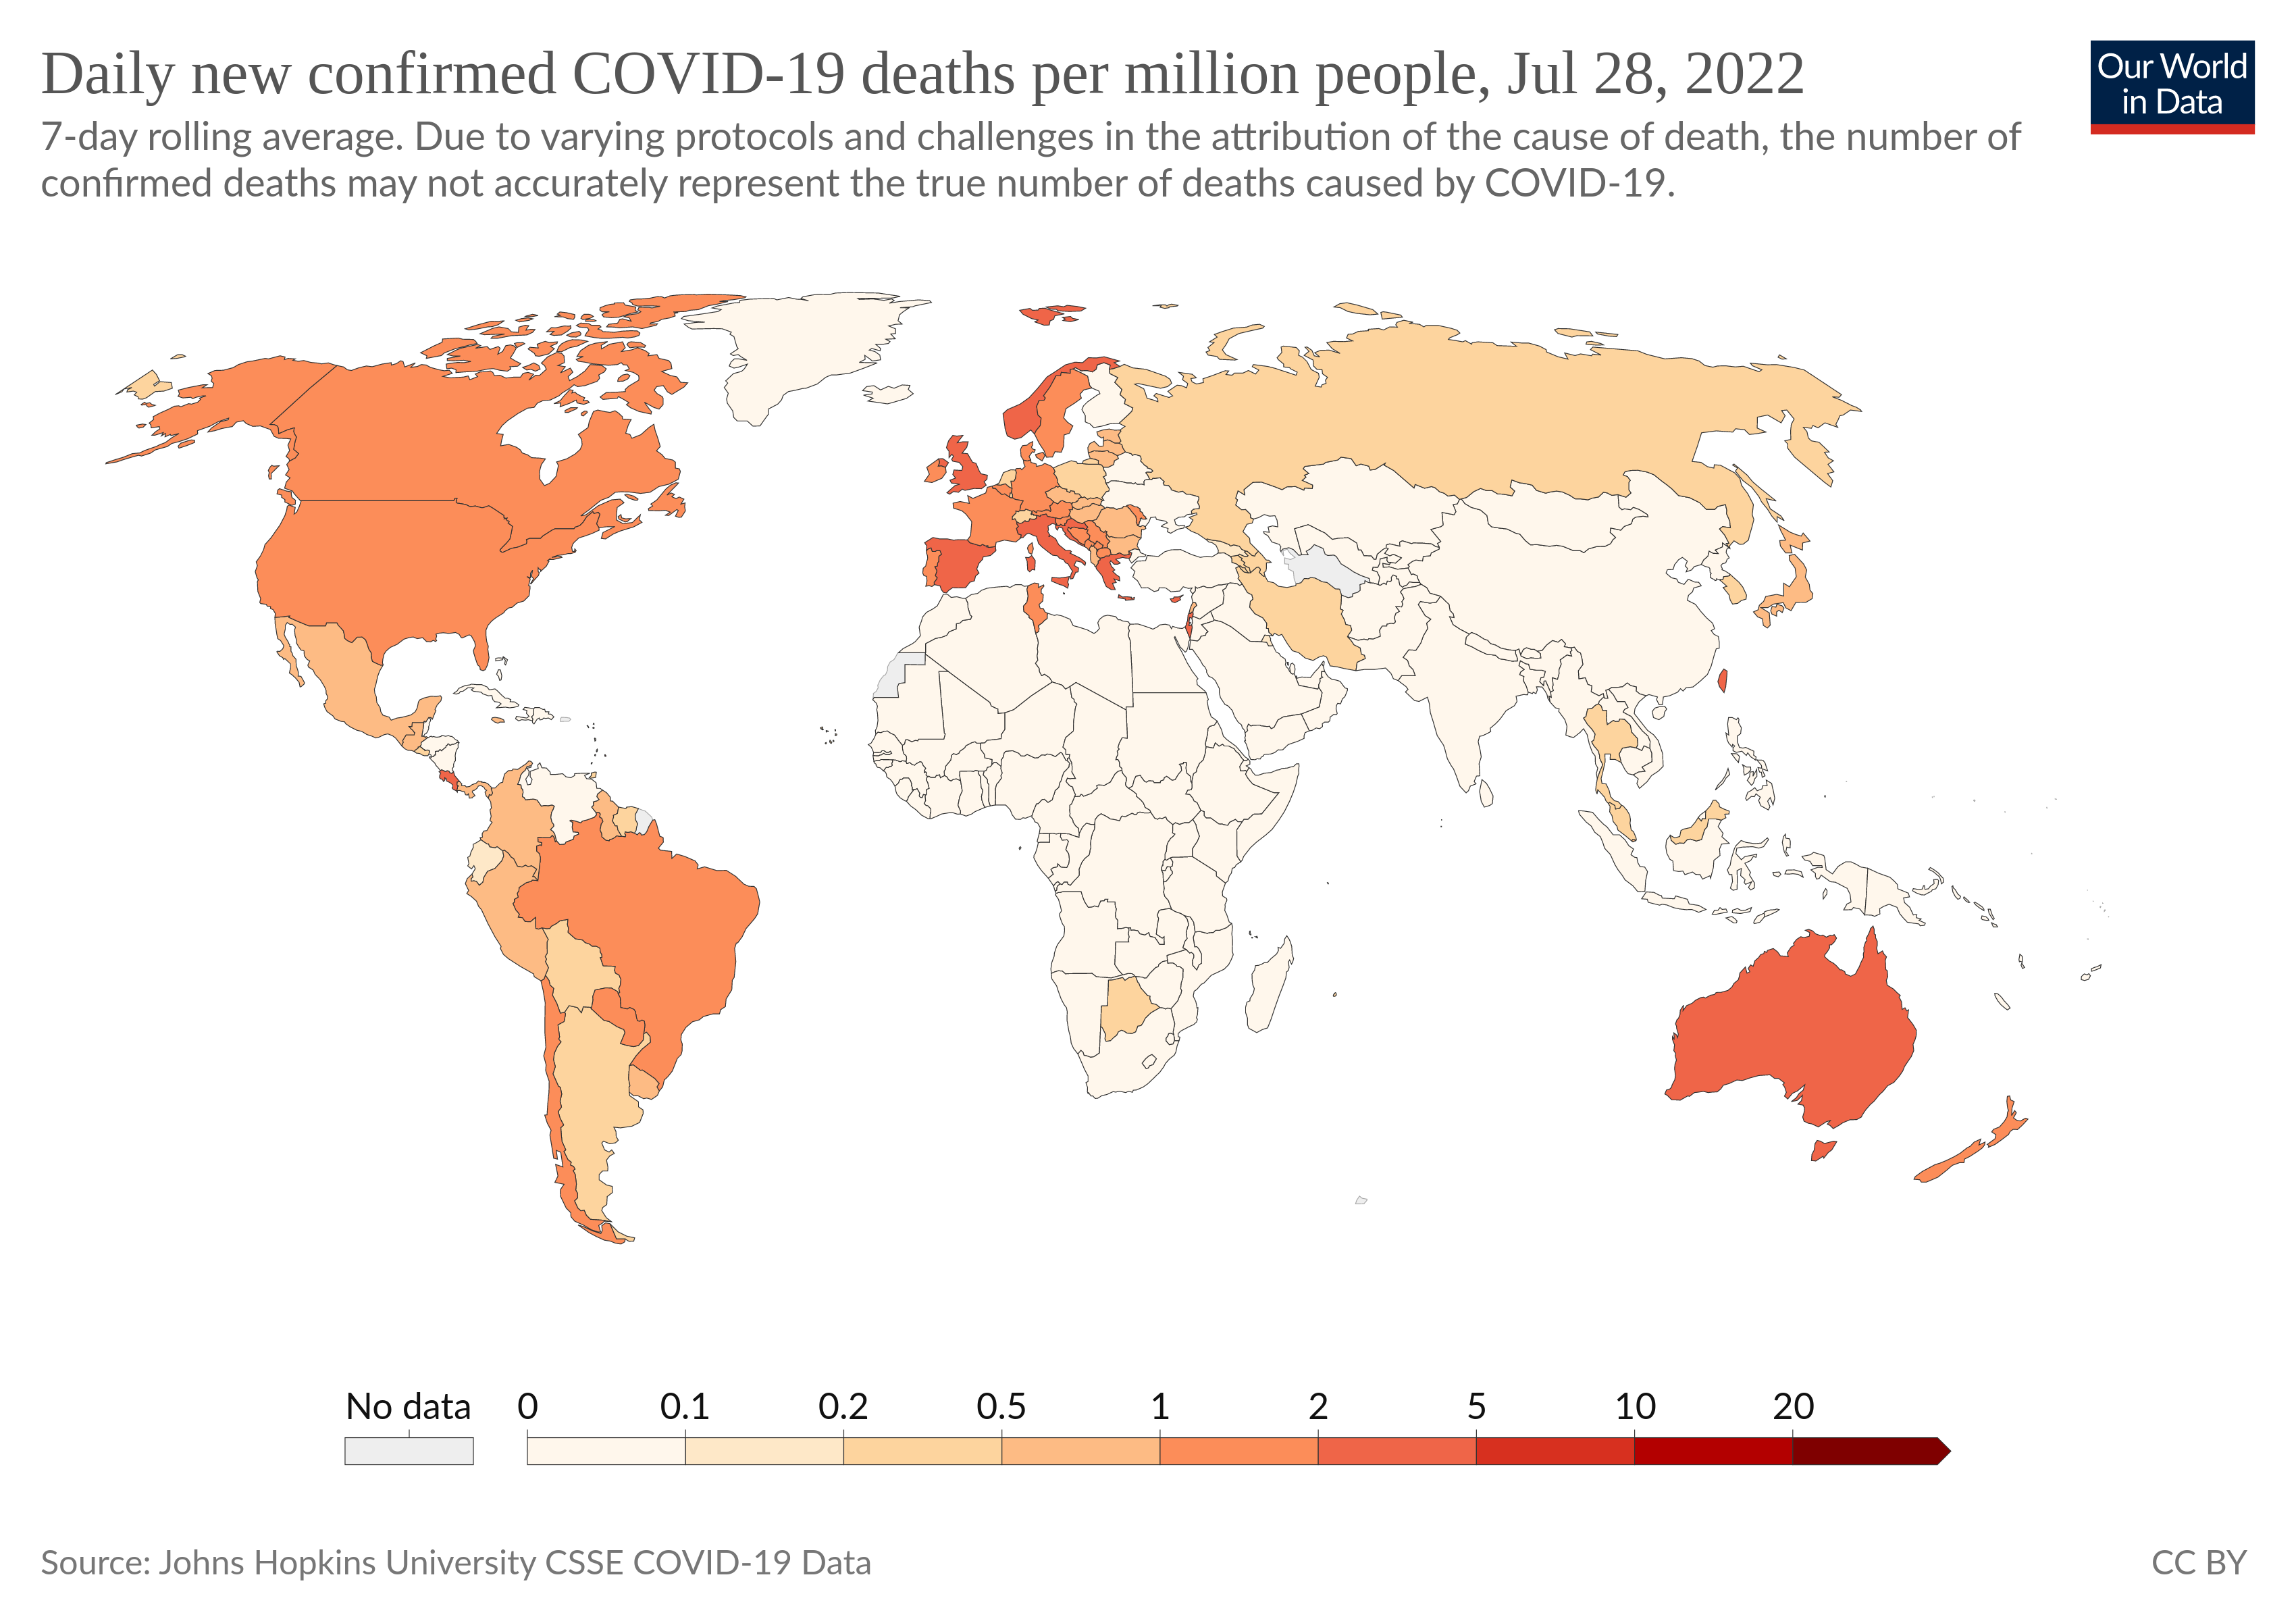 Daily new confirmed COVID-19 deaths per million people, Jul 28, 2022
Our World
in Data
7-day rolling average. Due to varying protocols and challenges in the attribution of the cause of death, the number of
confirmed deaths may not accurately represent the true number of deaths caused by COVID-19.
No data 0 0.1 0.2 0.5 1 2 5 10 20
Source: Johns Hopkins University CSSE COVID-19 Data
CC BY